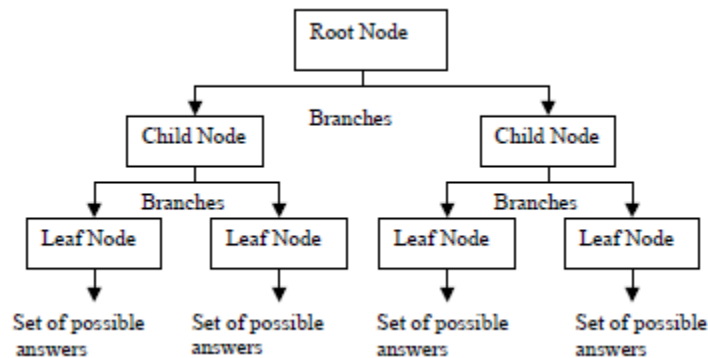 Root Node
Branches
Child Node
Child Node
Branches
Branches
Leaf Node
Leaf Node
Leaf Node
Leaf Node
Set of possible
answers
Set of possible
answers
Set of possible
answers
Set of possible
answers